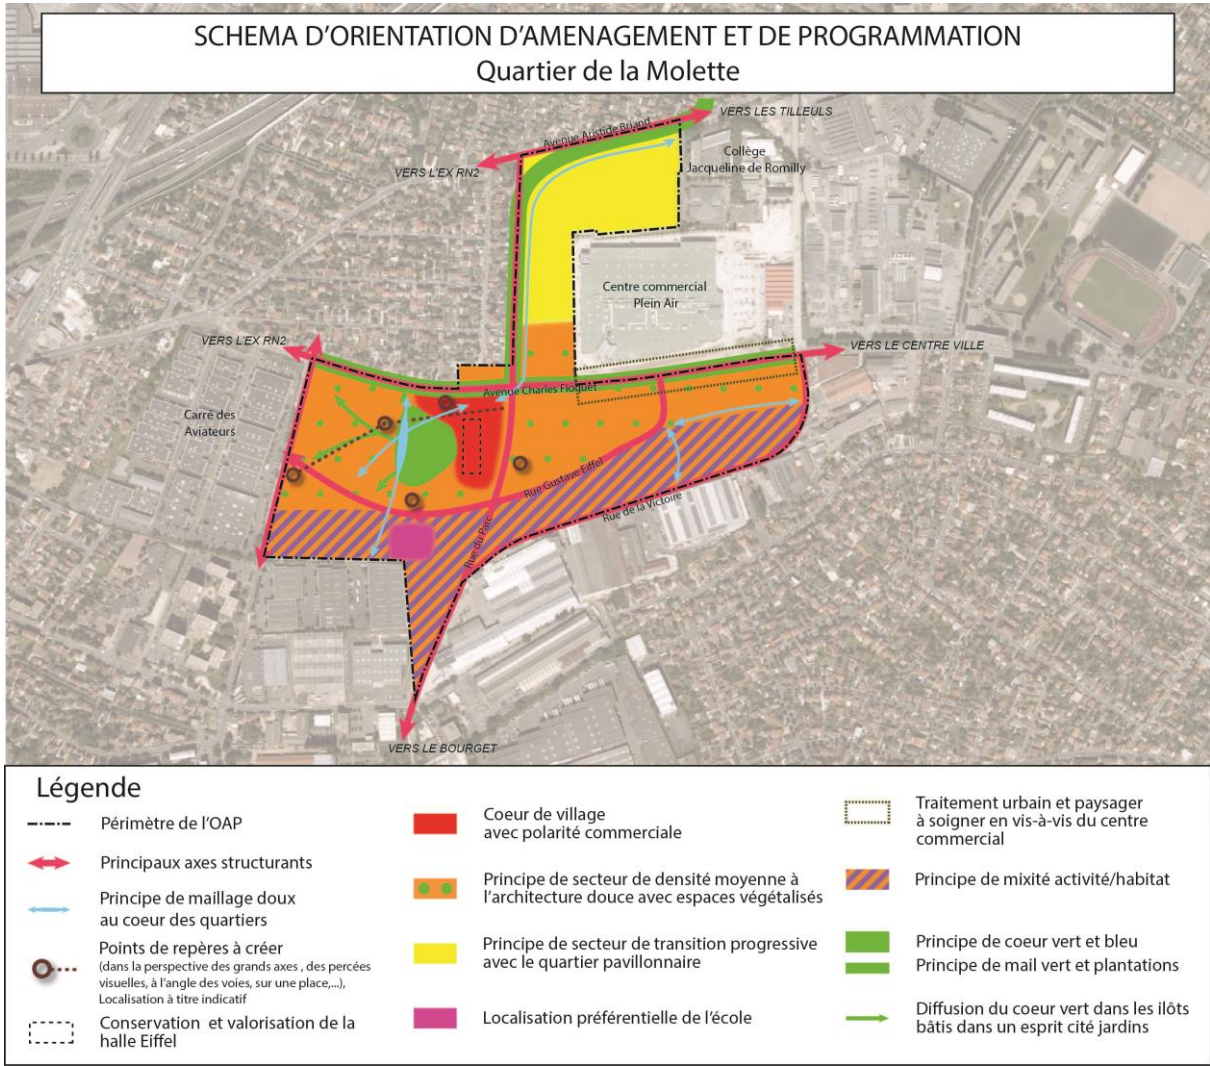 SCHEMA D'ORIENTATION D'AMENAGEMENT ET DE PROGRAMMATION
Quartier de la Molette
VERS LES TILLEULS
Avenue Aristide Briand
Collège
Jacqueline de Romilly
VERS L'EX RN2
Centre commercial
Plein Air
VERS L'EX RN2
VERS LE CENTRE VILLE
Avenue Charles Floquet
Carré des
Aviateurs
Rue Gustave Eiffel
Rue de la Victoire
Rue du Parc
VERS LE BOURGET
Légende
Périmètre de l'OAP
Principaux axes structurants
Principe de maillage doux
au coeur des quartiers
Points de repères à créer
(dans la perspective des grands axes , des percées
visuelles, à l'angle des voies, sur une place,...),
Localisation à titre indicatif
Conservation et valorisation de la
halle Eiffel
Coeur de village
avec polarité commerciale
Principe de secteur de densité moyenne à
l'architecture douce avec espaces végétalisés
Principe de secteur de transition progressive
avec le quartier pavillonnaire
Localisation préférentielle de l'école
Traitement urbain et paysager
à soigner en vis-à-vis du centre
commercial
Principe de mixité activité/habitat
Principe de coeur vert et bleu
Principe de mail vert et plantations
Diffusion du coeur vert dans les ilôts
bâtis dans un esprit cité jardins